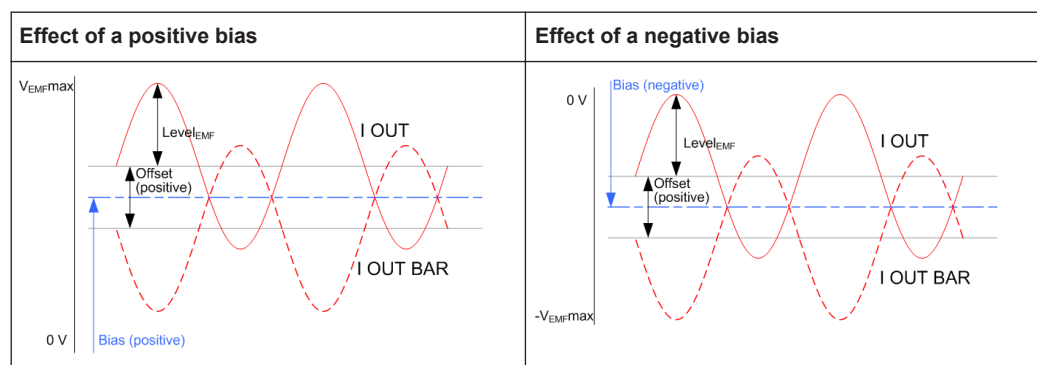 Effect of a positive bias
Effect of a negative bias
VEMFmax
LevelEMF
I OUT
Offset
(positive)
I OUT BAR
0 V
Bias (positive)
Bias (negative)
0 V
LevelEMF
I OUT
Offset
(positive)
I OUT BAR
-VEMFmax